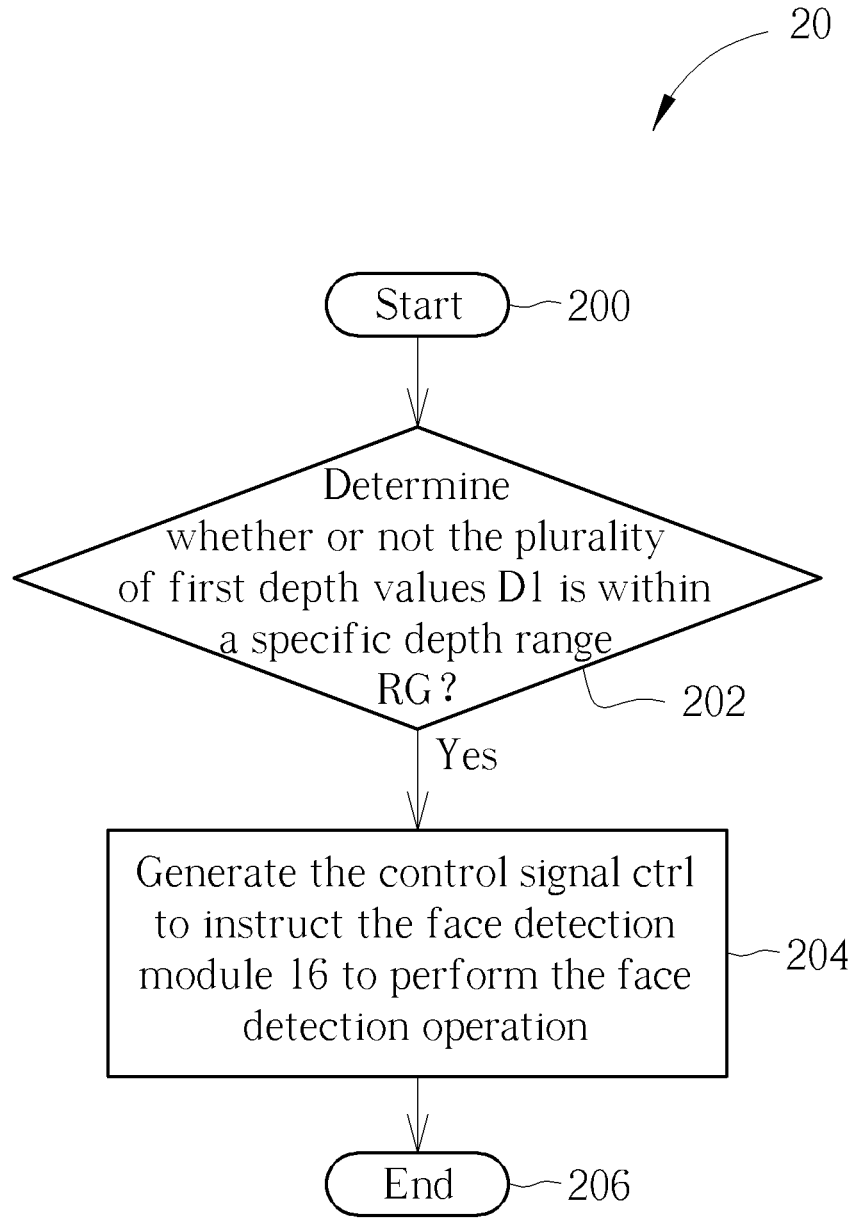 20
Start
200
Determine
whether or not the plurality
of first depth values D1 is within
a specific depth range
RG?
202
Yes
Generate the control signal ctrl
to instruct the face detection
module 16 to perform the face
detection operation
204
End
206